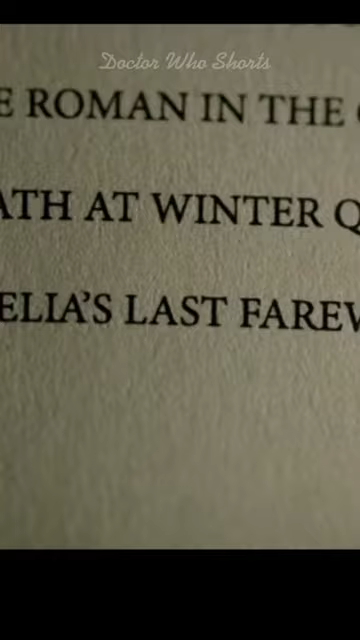 Doctor Who Shorts
E ROMAN IN THE
ATH AT WINTER Q
ELIA'S LAST FAREW